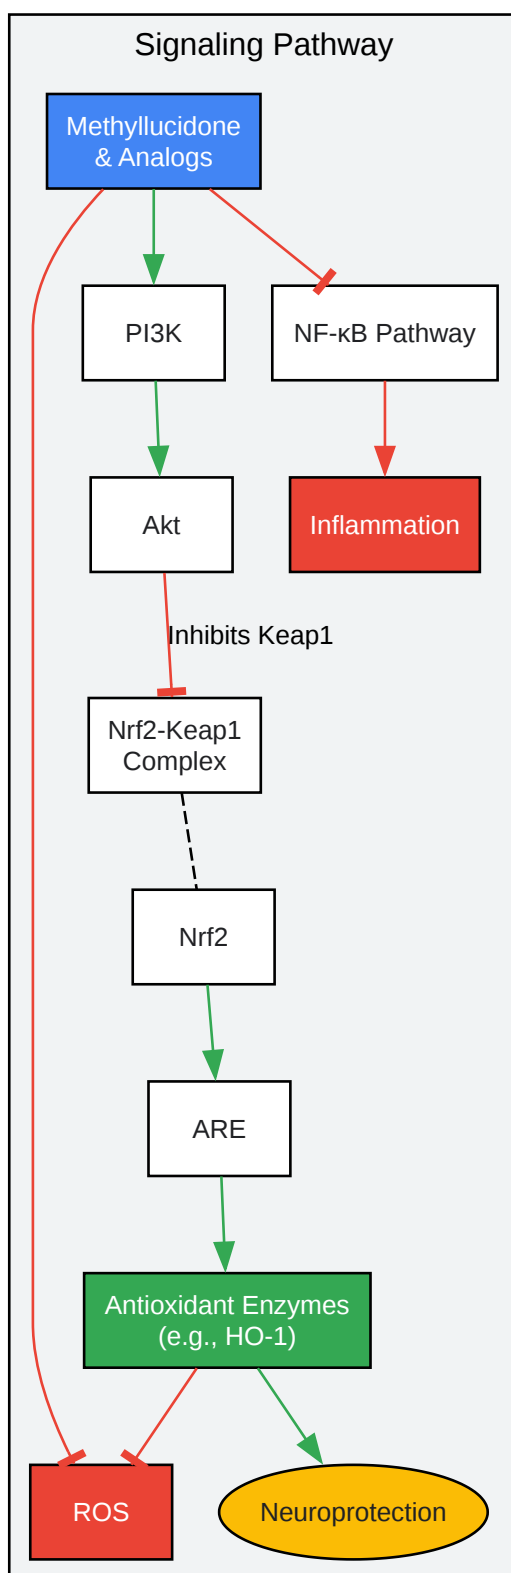 Signaling Pathway
Methyllucidone
& Analogs
PI3K
NF-κB Pathway
Akt
Inflammation
Inhibits Keap1
Nrf2-Keap1
Complex
Nrf2
ARE
Antioxidant Enzymes
(e.g., HO-1)
ROS
Neuroprotection